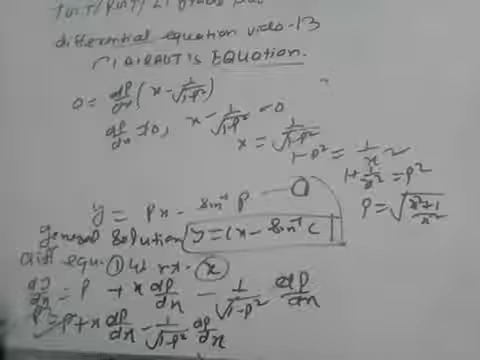 differential equation video-13
CLAIRAUT'S EQUATION.
0 = dp/dx (x - 1/√1-p²)
dp/dx ≠ 0, x - 1/√1-p² = 0
x = 1/√1-p²
1-p² = 1/x²
1+1/x² = p²
p = √x²+1/x²
y = px - sin⁻¹ p — ①
general solution y = cx - sin⁻¹ c
diff equ. ① w.r.t. x
dy/dx = p + x dp/dx - 1/√1-p² dp/dx
p = p + x dp/dx - 1/√1-p² dp/dx